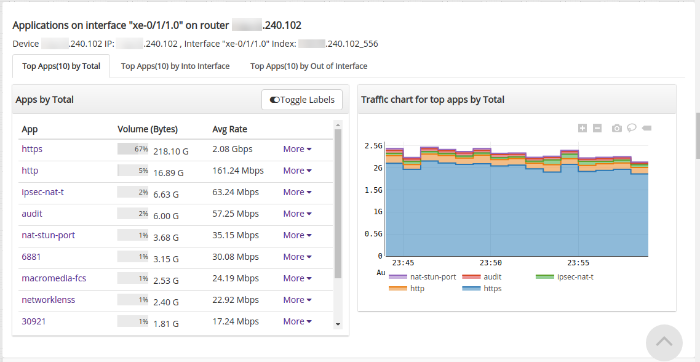 Applications on interface "xe-0/1/1.0" on router .240.102
Device .240.102 IP: .240.102 , Interface "xe-0/1/1.0" Index: .240.102_556
Top Apps(10) by Total Top Apps(10) by Into Interface Top Apps(10) by Out of Interface
Apps by Total Toggle Labels
App Volume (Bytes) Avg Rate
https 67% 218.10 G 2.08 Gbps More
http 5% 16.89 G 161.24 Mbps More
ipsec-nat-t 2% 6.63 G 63.24 Mbps More
audit 2% 6.00 G 57.25 Mbps More
nat-stun-port 1% 3.68 G 35.15 Mbps More
6881 1% 3.15 G 30.08 Mbps More
macromedia-fcs 1% 2.53 G 24.19 Mbps More
networklenss 1% 2.40 G 22.92 Mbps More
30921 1% 1.81 G 17.24 Mbps More
Traffic chart for top apps by Total
2.5G
2G
1.5G
1G
0.5G
0
23:45 23:50 23:55
Au
nat-stun-port audit ipsec-nat-t
http https